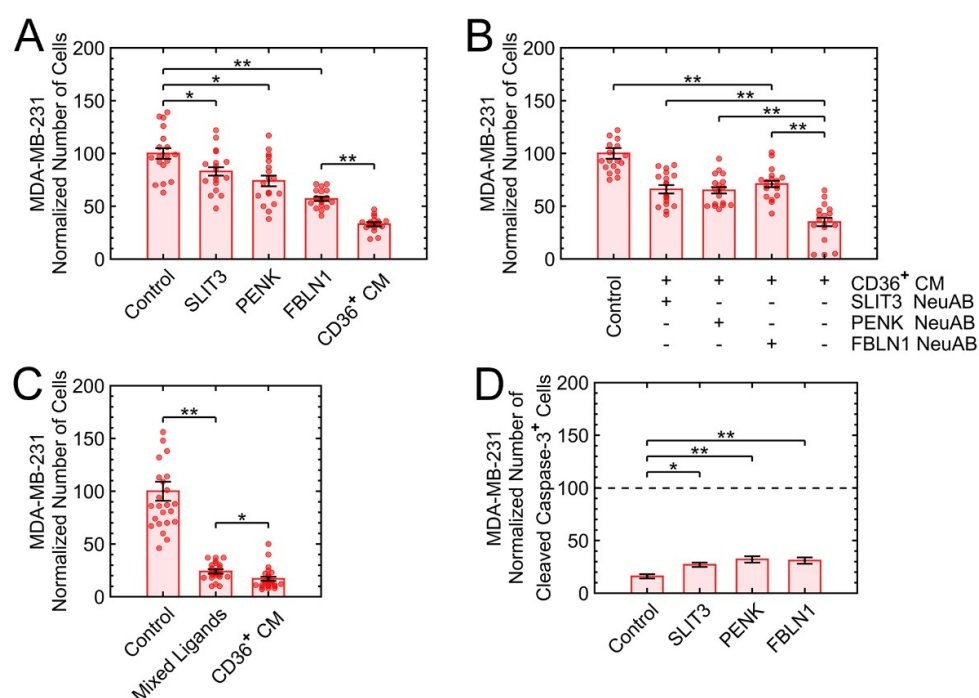 A
MDA-MB-231
Normalized Number of Cells
200
150
100
50
0
**
*
*
**
Control
SLIT3
PENK
FBLN1
CD36+ CM
B
MDA-MB-231
Normalized Number of Cells
200
150
100
50
0
**
**
**
**
Control
+ + + + CD36+ CM
+ - - - SLIT3 NeuAB
- + - - PENK NeuAB
- - + - FBLN1 NeuAB
C
MDA-MB-231
Normalized Number of Cells
200
150
100
50
0
**
*
Control
Mixed Ligands
CD36+ CM
D
MDA-MB-231
Normalized Number of
Cleaved Caspase-3+ Cells
200
150
100
50
0
**
**
*
Control
SLIT3
PENK
FBLN1